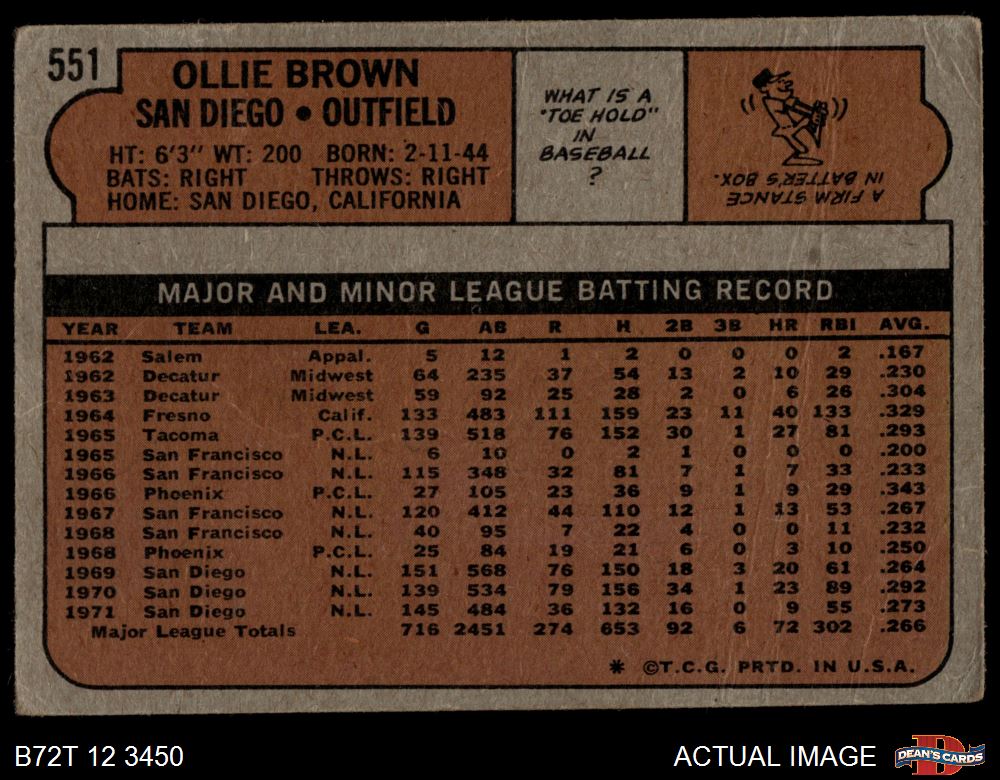 551
OLLIE BROWN
SAN DIEGO • OUTFIELD
HT: 6'3" WT: 200 BORN: 2-11-44
BATS: RIGHT THROWS: RIGHT
HOME: SAN DIEGO, CALIFORNIA
WHAT IS A
"TOE HOLD"
IN
BASEBALL
?
A FIRM STANCE
IN BATTER'S BOX.
MAJOR AND MINOR LEAGUE BATTING RECORD
YEAR TEAM LEA. G AB R H 2B 3B HR RBI AVG.
1962 Salem Appal. 5 12 1 2 0 0 0 2 .167
1962 Decatur Midwest 64 235 37 54 13 2 10 29 .230
1963 Decatur Midwest 59 92 25 28 2 0 6 26 .304
1964 Fresno Calif. 133 483 111 159 23 11 40 133 .329
1965 Tacoma P.C.L. 139 518 76 152 30 1 27 81 .293
1965 San Francisco N.L. 6 10 0 2 1 0 0 0 .200
1966 San Francisco N.L. 115 348 32 81 7 1 7 33 .233
1966 Phoenix P.C.L. 27 105 23 36 9 1 9 29 .343
1967 San Francisco N.L. 120 412 44 110 12 1 13 53 .267
1968 San Francisco N.L. 40 95 7 22 4 0 0 11 .232
1968 Phoenix P.C.L. 25 84 19 21 6 0 3 10 .250
1969 San Diego N.L. 151 568 76 150 18 3 20 61 .264
1970 San Diego N.L. 139 534 79 156 34 1 23 89 .292
1971 San Diego N.L. 145 484 36 132 16 0 9 55 .273
Major League Totals 716 2451 274 653 92 6 72 302 .266
* ©T.C.G. PRTD. IN U.S.A.
B72T 12 3450
ACTUAL IMAGE
D
DEAN'S CARDS